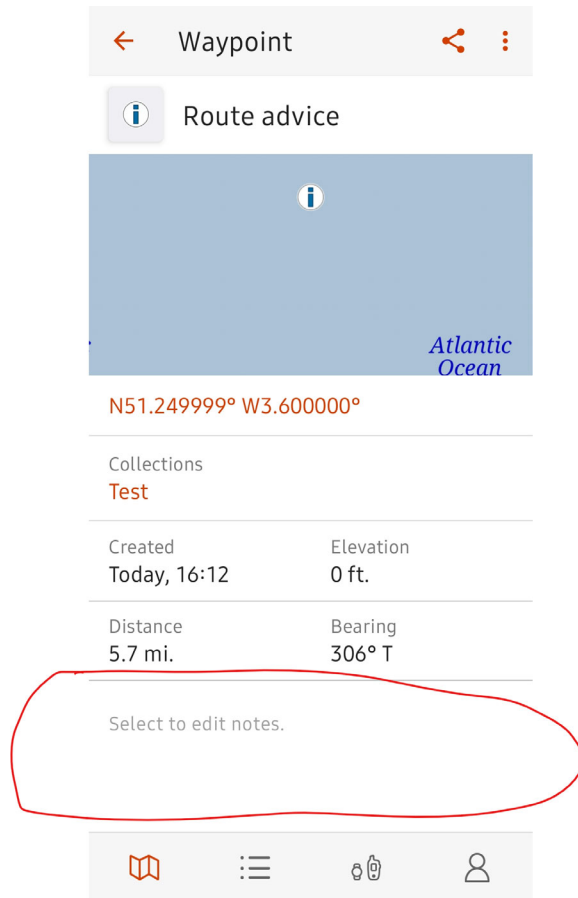 Waypoint
Route advice
Atlantic
Ocean
N51.249999° W3.600000°
Collections
Test
Created Elevation
Today, 16:12 0 ft.
Distance Bearing
5.7 mi. 306° T
Select to edit notes.